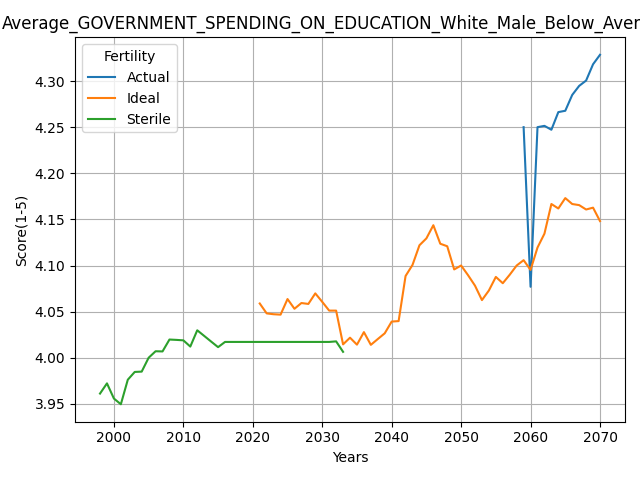 Average_GOVERNMENT_SPENDING_ON_EDUCATION_White_Male_Below_Aver
Fertility
Actual
Ideal
Sterile
Score(1-5)
4.30
4.25
4.20
4.15
4.10
4.05
4.00
3.95
2000 2010 2020 2030 2040 2050 2060 2070
Years